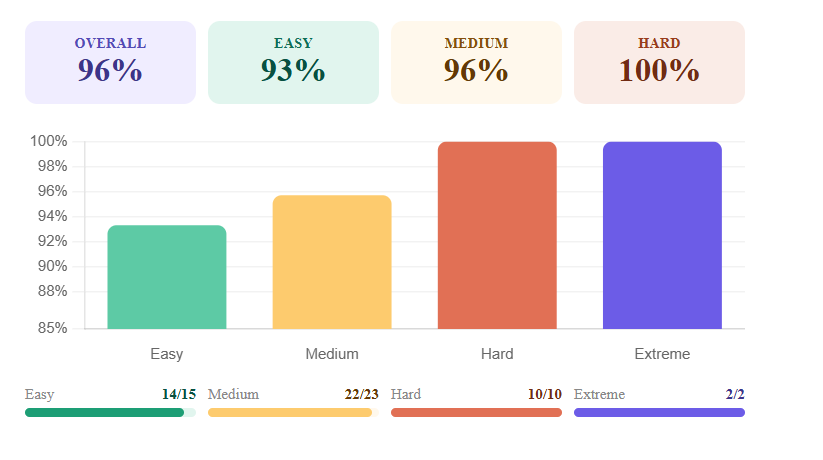 OVERALL EASY MEDIUM HARD
96% 93% 96% 100%
100%
98%
96%
94%
92%
90%
88%
85%
Easy Medium Hard Extreme
Easy 14/15 Medium 22/23 Hard 10/10 Extreme 2/2